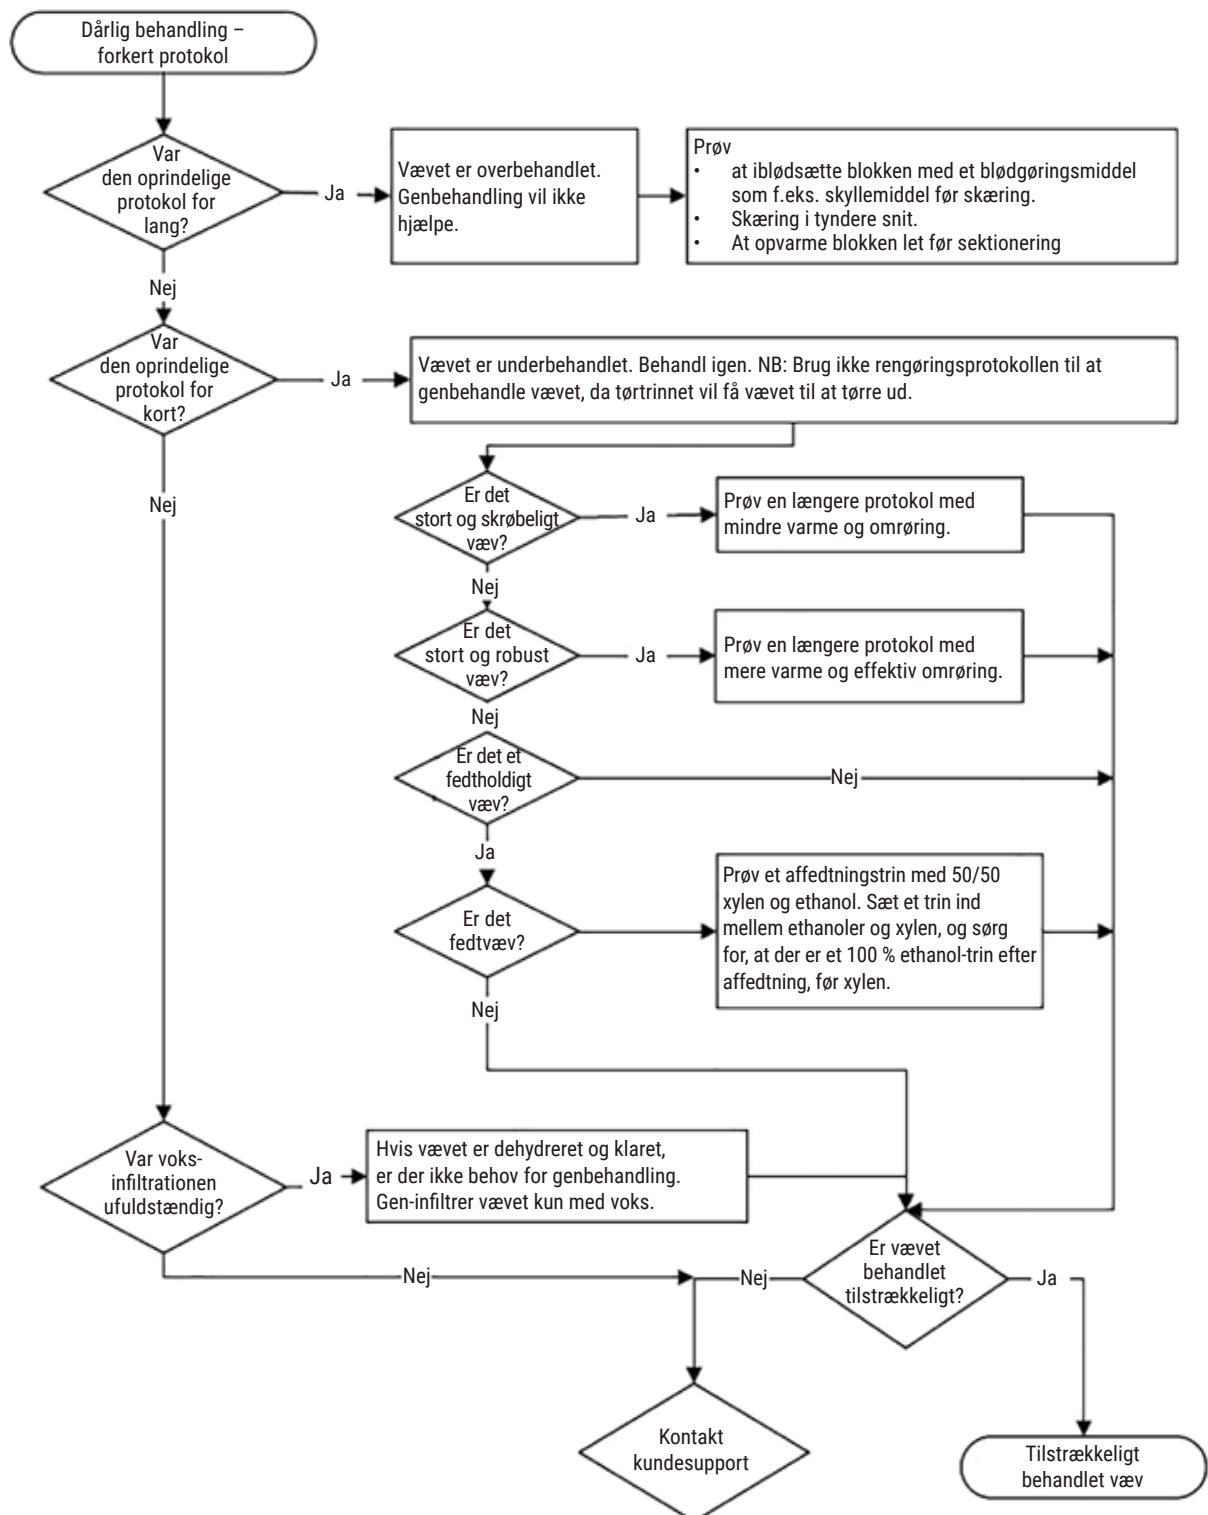 Dårlig behandling –
forkert protokol
Var
den oprindelige
protokol for
lang?
Ja
Vævet er overbehandlet.
Genbehandling vil ikke
hjælpe.
Prøv
• at iblødsætte blokken med et blødgøringsmiddel
som f.eks. skyllemiddel før skæring.
• Skæring i tyndere snit.
• At opvarme blokken let før sektionering
Nej
Var
den oprindelige
protokol for
kort?
Ja
Vævet er underbehandlet. Behandl igen. NB: Brug ikke rengøringsprotokollen til at
genbehandle vævet, da tørtrinnet vil få vævet til at tørre ud.
Nej
Er det
stort og skrøbeligt
væv?
Ja
Prøv en længere protokol med
mindre varme og omrøring.
Nej
Er det
stort og robust
væv?
Ja
Prøv en længere protokol med
mere varme og effektiv omrøring.
Nej
Er det et
fedtholdigt
væv?
Nej
Ja
Er det
fedtvæv?
Prøv et affedtningstrin med 50/50
xylen og ethanol. Sæt et trin ind
mellem ethanoler og xylen, og sørg
for, at der er et 100 % ethanol-trin efter
affedtning, før xylen.
Nej
Var voks-
infiltrationen
ufuldstændig?
Ja
Hvis vævet er dehydreret og klaret,
er der ikke behov for genbehandling.
Gen-infiltrer vævet kun med voks.
Nej
Er vævet
behandlet
tilstrækkeligt?
Nej
Ja
Kontakt
kundesupport
Tilstrækkeligt
behandlet væv